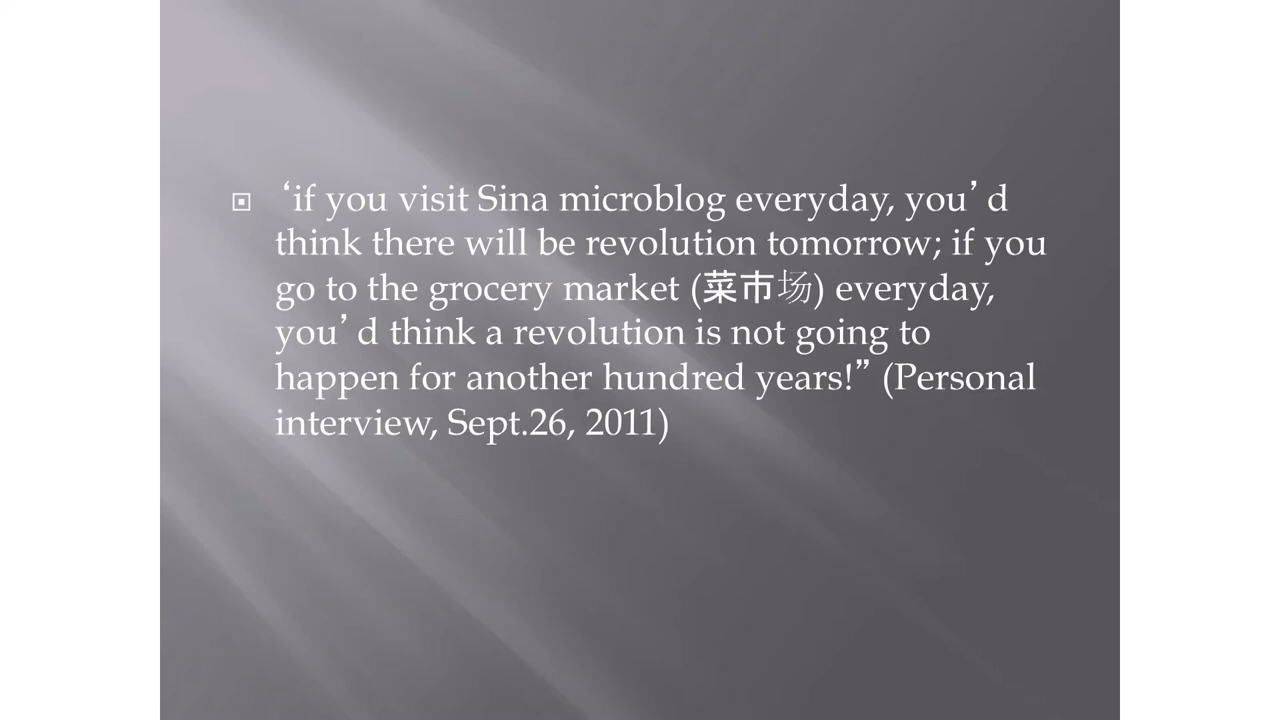 ‘if you visit Sina microblog everyday, you’d
think there will be revolution tomorrow; if you
go to the grocery market (菜市场) everyday,
you’d think a revolution is not going to
happen for another hundred years!” (Personal
interview, Sept.26, 2011)